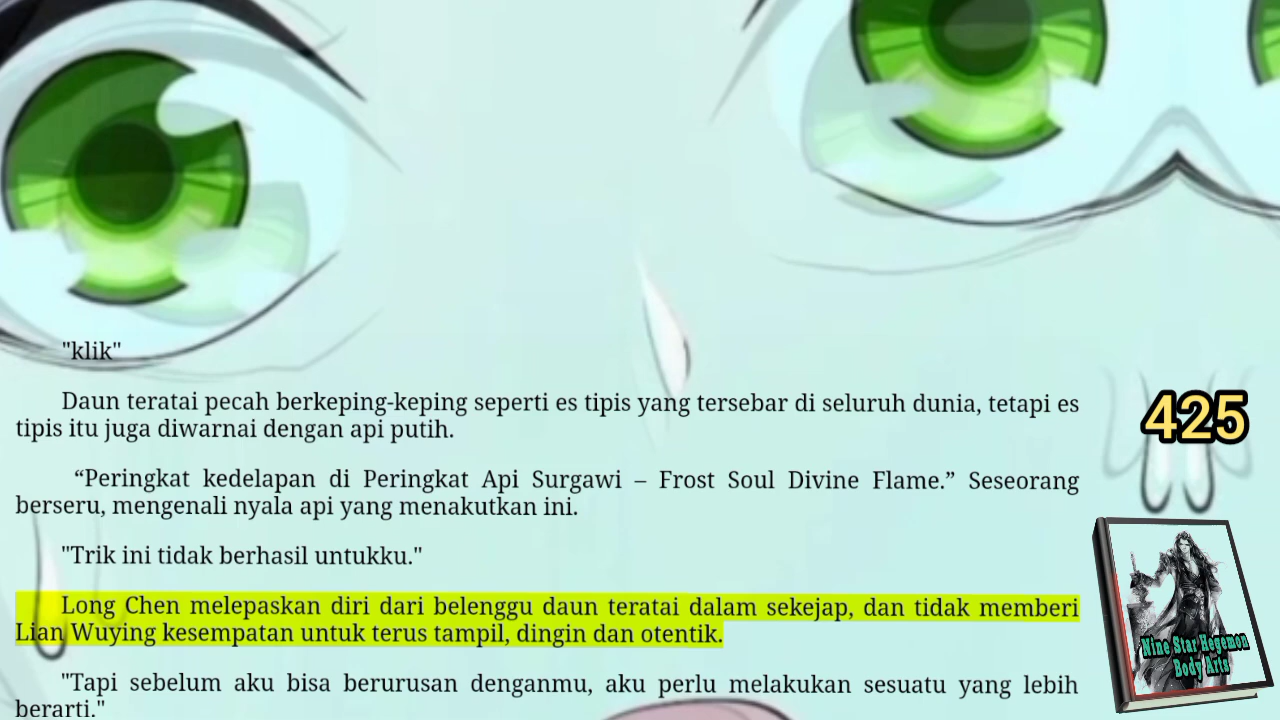 "klik"
Daun teratai pecah berkeping-keping seperti es tipis yang tersebar di seluruh dunia, tetapi es
tipis itu juga diwarnai dengan api putih.
“Peringkat kedelapan di Peringkat Api Surgawi – Frost Soul Divine Flame.” Seseorang
berseru, mengenali nyala api yang menakutkan ini.
"Trik ini tidak berhasil untukku."
Long Chen melepaskan diri dari belenggu daun teratai dalam sekejap, dan tidak memberi
Lian Wuying kesempatan untuk terus tampil, dingin dan otentik.
"Tapi sebelum aku bisa berurusan denganmu, aku perlu melakukan sesuatu yang lebih
berarti."
425
Nine Star Hegemon
Body Arts